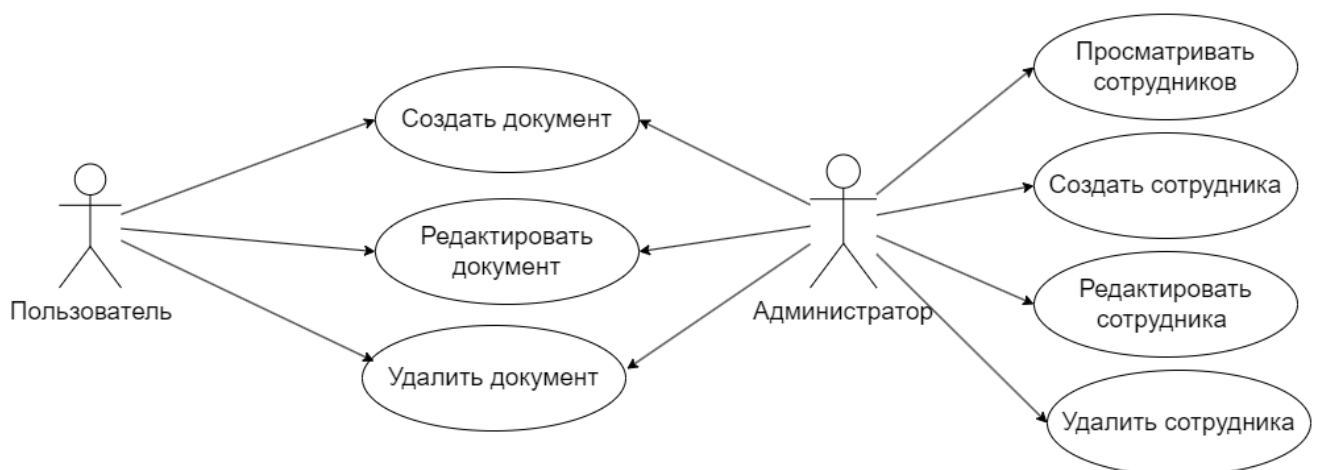 Просматривать
сотрудников
Создать документ
Создать сотрудника
Редактировать
документ
Редактировать
сотрудника
Пользователь
Администратор
Удалить документ
Удалить сотрудника